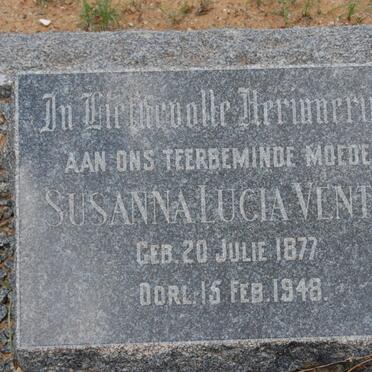 In Liefdevolle Herinneri
AAN ONS TEERBEMINDE MOEDE
SUSANNA LUCIA VENT
GEB. 20 JULIE 1877
OORL. 15 FEB. 1948.